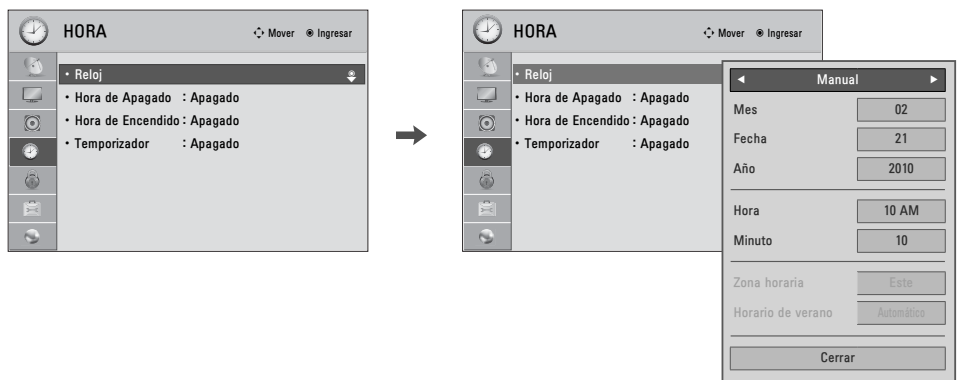 HORA
Mover Ingresar
• Reloj
• Hora de Apagado : Apagado
• Hora de Encendido : Apagado
• Temporizador : Apagado
HORA
Mover Ingresar
• Reloj
• Hora de Apagado : Apagado
• Hora de Encendido : Apagado
• Temporizador : Apagado
Manual
Mes 02
Fecha 21
Año 2010
Hora 10 AM
Minuto 10
Zona horaria Este
Horario de verano Automático
Cerrar